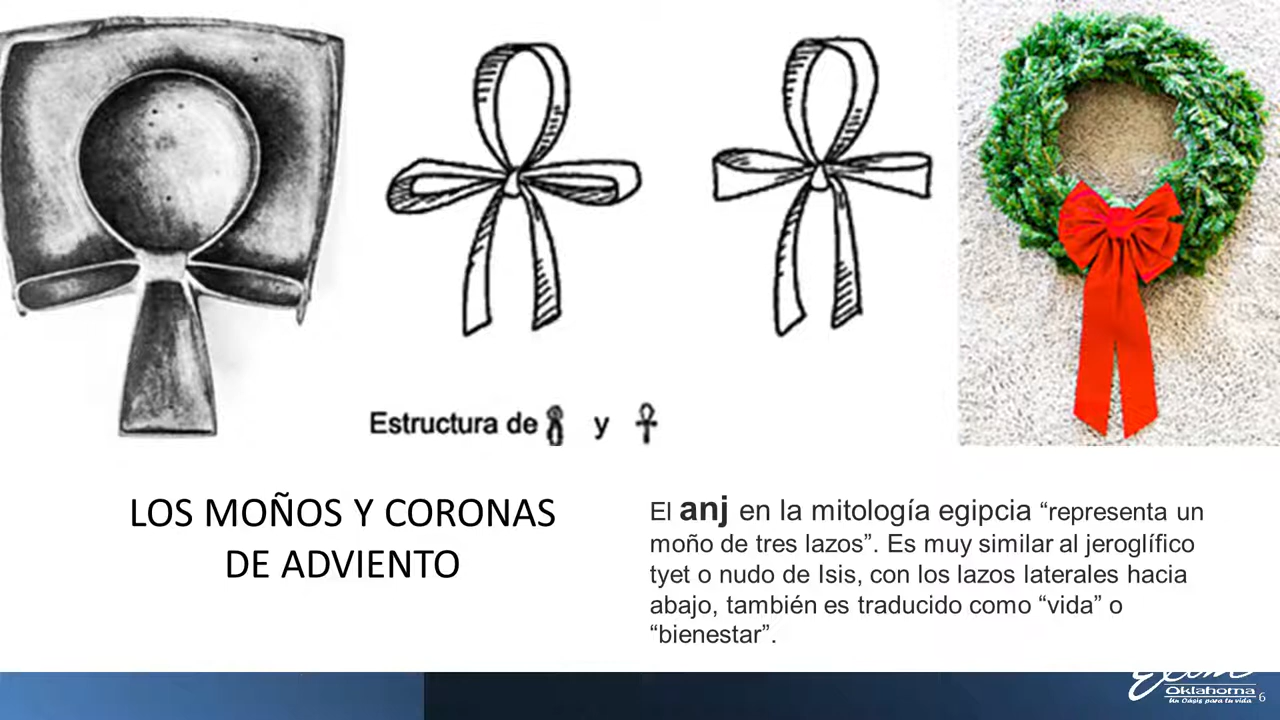 Estructura de y
LOS MOÑOS Y CORONAS
DE ADVIENTO
El anj en la mitología egipcia “representa un
moño de tres lazos”. Es muy similar al jeroglífico
tyet o nudo de Isis, con los lazos laterales hacia
abajo, también es traducido como “vida” o
“bienestar”.
Elim
Oklahoma
Un Oásis para tu vida
6